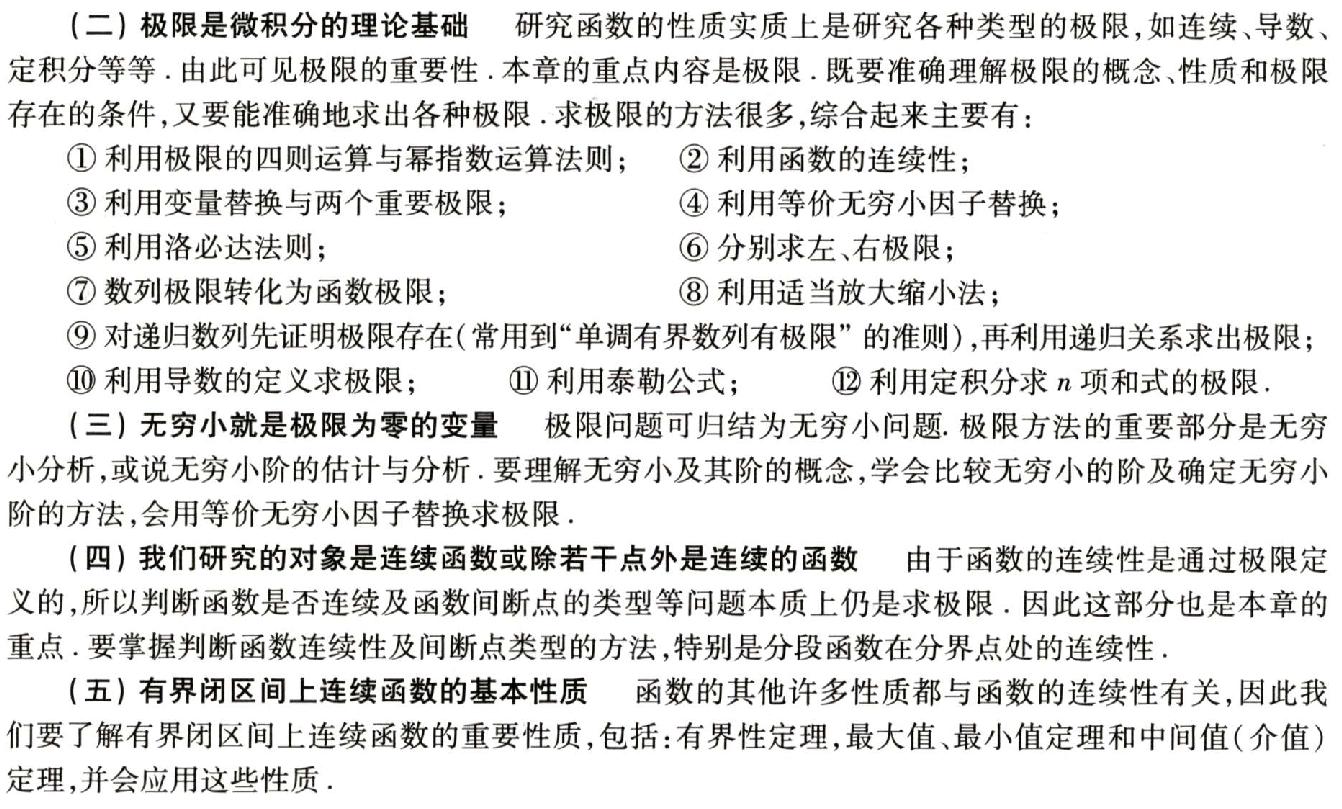 (二) 极限是微积分的理论基础 研究函数的性质实质上是研究各种类型的极限,如连续、导数、
定积分等等.由此可见极限的重要性.本章的重点内容是极限.既要准确理解极限的概念、性质和极限
存在的条件,又要能准确地求出各种极限.求极限的方法很多,综合起来主要有:
① 利用极限的四则运算与幂指数运算法则; ② 利用函数的连续性;
③ 利用变量替换与两个重要极限; ④ 利用等价无穷小因子替换;
⑤ 利用洛必达法则; ⑥ 分别求左、右极限;
⑦ 数列极限转化为函数极限; ⑧ 利用适当放大缩小法;
⑨ 对递归数列先证明极限存在(常用到“单调有界数列有极限” 的准则),再利用递归关系求出极限;
⑩ 利用导数的定义求极限; ⑪ 利用泰勒公式; ⑫ 利用定积分求 n 项和式的极限.
(三) 无穷小就是极限为零的变量 极限问题可归结为无穷小问题. 极限方法的重要部分是无穷
小分析,或说无穷小阶的估计与分析.要理解无穷小及其阶的概念,学会比较无穷小的阶及确定无穷小
阶的方法,会用等价无穷小因子替换求极限.
(四) 我们研究的对象是连续函数或除若干点外是连续的函数 由于函数的连续性是通过极限定
义的,所以判断函数是否连续及函数间断点的类型等问题本质上仍是求极限.因此这部分也是本章的
重点.要掌握判断函数连续性及间断点类型的方法,特别是分段函数在分界点处的连续性.
(五) 有界闭区间上连续函数的基本性质 函数的其他许多性质都与函数的连续性有关,因此我
们要了解有界闭区间上连续函数的重要性质,包括:有界性定理,最大值、最小值定理和中间值(介值)
定理,并会应用这些性质.